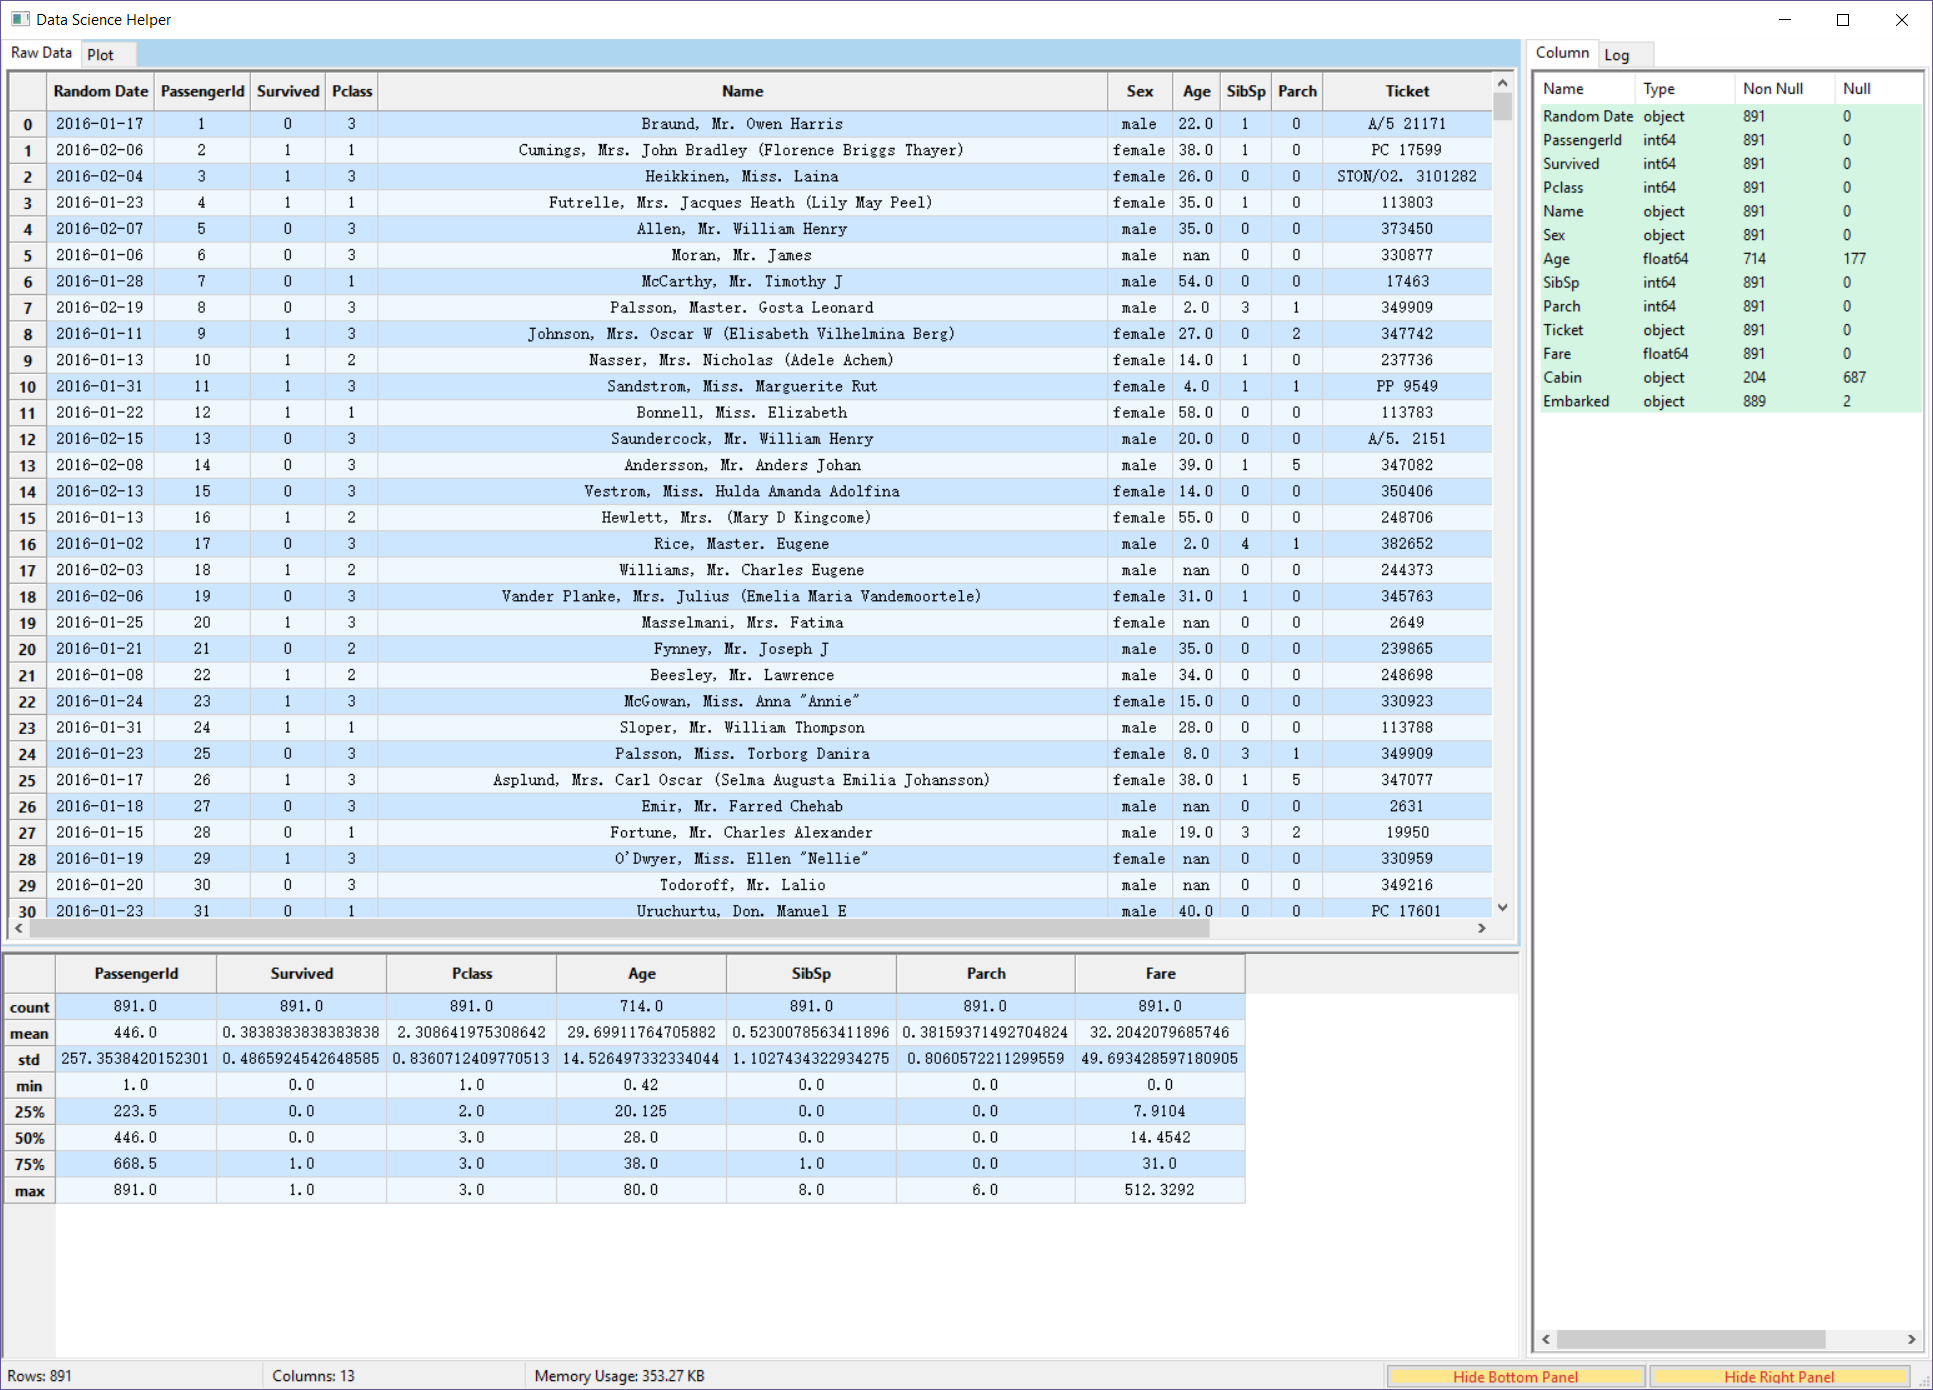 Data Science Helper
Raw Data Plot
Random Date PassengerId Survived Pclass Name Sex Age SibSp Parch Ticket
0 2016-01-17 1 0 3 Braund, Mr. Owen Harris male 22.0 1 0 A/5 21171
1 2016-02-06 2 1 1 Cumings, Mrs. John Bradley (Florence Briggs Thayer) female 38.0 1 0 PC 17599
2 2016-02-04 3 1 3 Heikkinen, Miss. Laina female 26.0 0 0 STON/O2. 3101282
3 2016-01-23 4 1 1 Futrelle, Mrs. Jacques Heath (Lily May Peel) female 35.0 1 0 113803
4 2016-02-07 5 0 3 Allen, Mr. William Henry male 35.0 0 0 373450
5 2016-01-06 6 0 3 Moran, Mr. James male nan 0 0 330877
6 2016-01-28 7 0 1 McCarthy, Mr. Timothy J male 54.0 0 0 17463
7 2016-02-19 8 0 3 Palsson, Master. Gosta Leonard male 2.0 3 1 349909
8 2016-01-11 9 1 3 Johnson, Mrs. Oscar W (Elisabeth Vilhelmina Berg) female 27.0 0 2 347742
9 2016-01-13 10 1 2 Nasser, Mrs. Nicholas (Adele Achem) female 14.0 1 0 237736
10 2016-01-31 11 1 3 Sandstrom, Miss. Marguerite Rut female 4.0 1 1 PP 9549
11 2016-01-22 12 1 1 Bonnell, Miss. Elizabeth female 58.0 0 0 113783
12 2016-02-15 13 0 3 Saundercock, Mr. William Henry male 20.0 0 0 A/5. 2151
13 2016-02-08 14 0 3 Andersson, Mr. Anders Johan male 39.0 1 5 347082
14 2016-02-13 15 0 3 Vestrom, Miss. Hulda Amanda Adolfina female 14.0 0 0 350406
15 2016-01-13 16 1 2 Hewlett, Mrs. (Mary D Kingcome) female 55.0 0 0 248706
16 2016-01-02 17 0 3 Rice, Master. Eugene male 2.0 4 1 382652
17 2016-02-03 18 1 2 Williams, Mr. Charles Eugene male nan 0 0 244373
18 2016-02-06 19 0 3 Vander Planke, Mrs. Julius (Emelia Maria Vandemoortele) female 31.0 1 0 345763
19 2016-01-25 20 1 3 Masselmani, Mrs. Fatima female nan 0 0 2649
20 2016-01-21 21 0 2 Fynney, Mr. Joseph J male 35.0 0 0 239865
21 2016-01-08 22 1 2 Beesley, Mr. Lawrence male 34.0 0 0 248698
22 2016-01-24 23 1 3 McGowan, Miss. Anna "Annie" female 15.0 0 0 330923
23 2016-01-31 24 1 1 Sloper, Mr. William Thompson male 28.0 0 0 113788
24 2016-01-23 25 0 3 Palsson, Miss. Torborg Danira female 8.0 3 1 349909
25 2016-01-17 26 1 3 Asplund, Mrs. Carl Oscar (Selma Augusta Emilia Johansson) female 38.0 1 5 347077
26 2016-01-18 27 0 3 Emir, Mr. Farred Chehab male nan 0 0 2631
27 2016-01-15 28 0 1 Fortune, Mr. Charles Alexander male 19.0 3 2 19950
28 2016-01-19 29 1 3 O'Dwyer, Miss. Ellen "Nellie" female nan 0 0 330959
29 2016-01-20 30 0 3 Todoroff, Mr. Lalio male nan 0 0 349216
30 2016-01-23 31 0 1 Uruchurtu, Don. Manuel E male 40.0 0 0 PC 17601
PassengerId Survived Pclass Age SibSp Parch Fare
count 891.0 891.0 891.0 714.0 891.0 891.0 891.0
mean 446.0 0.3838383838383838 2.308641975308642 29.69911764705882 0.5230078563411896 0.38159371492704824 32.2042079685746
std 257.3538420152301 0.4865924542648585 0.8360712409770513 14.526497332334044 1.1027434322934275 0.8060572211299559 49.693428597180905
min 1.0 0.0 1.0 0.42 0.0 0.0 0.0
25% 223.5 0.0 2.0 20.125 0.0 0.0 7.9104
50% 446.0 0.0 3.0 28.0 0.0 0.0 14.4542
75% 668.5 1.0 3.0 38.0 1.0 0.0 31.0
max 891.0 1.0 3.0 80.0 8.0 6.0 512.3292
Column Log
Name Type Non Null Null
Random Date object 891 0
PassengerId int64 891 0
Survived int64 891 0
Pclass int64 891 0
Name object 891 0
Sex object 891 0
Age float64 714 177
SibSp int64 891 0
Parch int64 891 0
Ticket object 891 0
Fare float64 891 0
Cabin object 204 687
Embarked object 889 2
Rows: 891 Columns: 13 Memory Usage: 353.27 KB Hide Bottom Panel Hide Right Panel